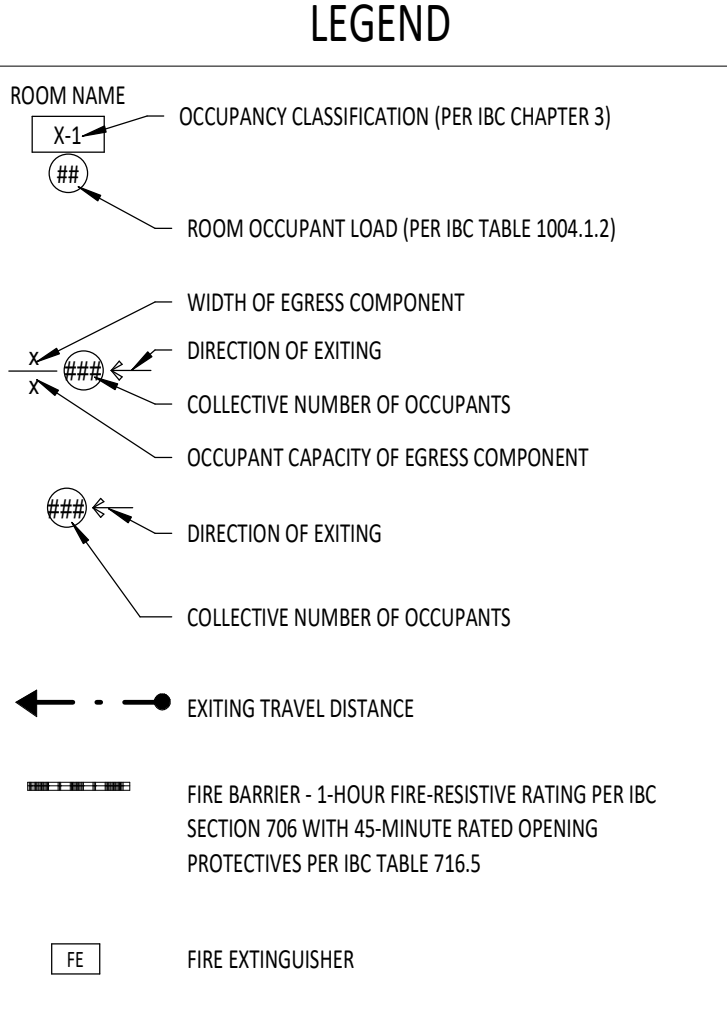 LEGEND
ROOM NAME
X-1
OCCUPANCY CLASSIFICATION (PER IBC CHAPTER 3)
##
ROOM OCCUPANT LOAD (PER IBC TABLE 1004.1.2)
WIDTH OF EGRESS COMPONENT
X
###
DIRECTION OF EXITING
X
COLLECTIVE NUMBER OF OCCUPANTS
OCCUPANT CAPACITY OF EGRESS COMPONENT
###
DIRECTION OF EXITING
COLLECTIVE NUMBER OF OCCUPANTS
EXITING TRAVEL DISTANCE
FIRE BARRIER - 1-HOUR FIRE-RESISTIVE RATING PER IBC
SECTION 706 WITH 45-MINUTE RATED OPENING
PROTECTIVES PER IBC TABLE 716.5
FE
FIRE EXTINGUISHER